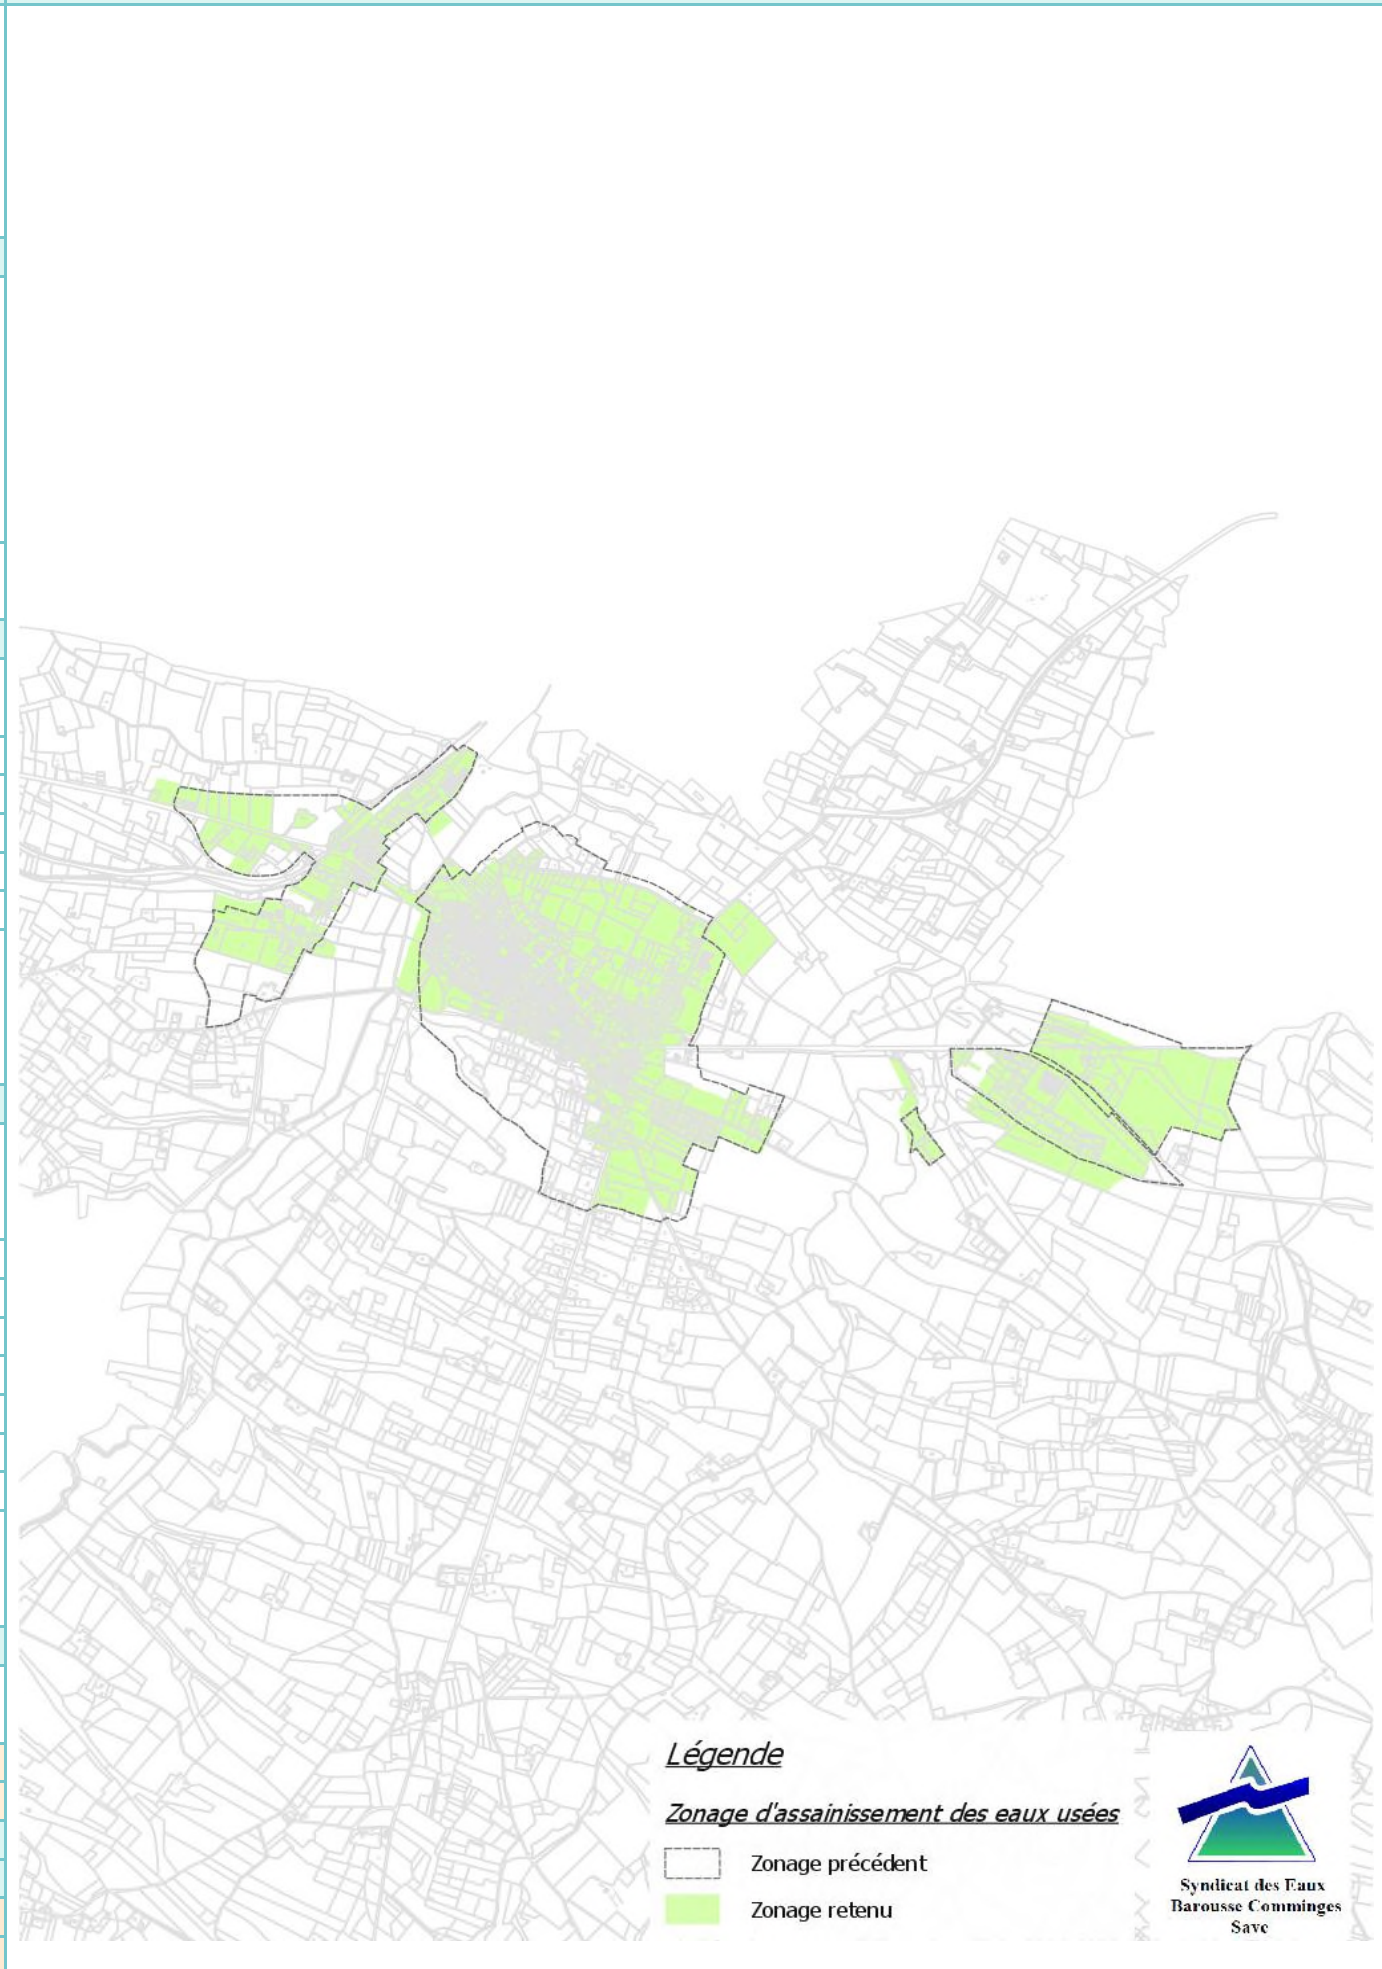 Légende
Zonage d'assainissement des eaux usées
Zonage précédent
Zonage retenu
Syndicat des Eaux
Barousse Comminges
Save